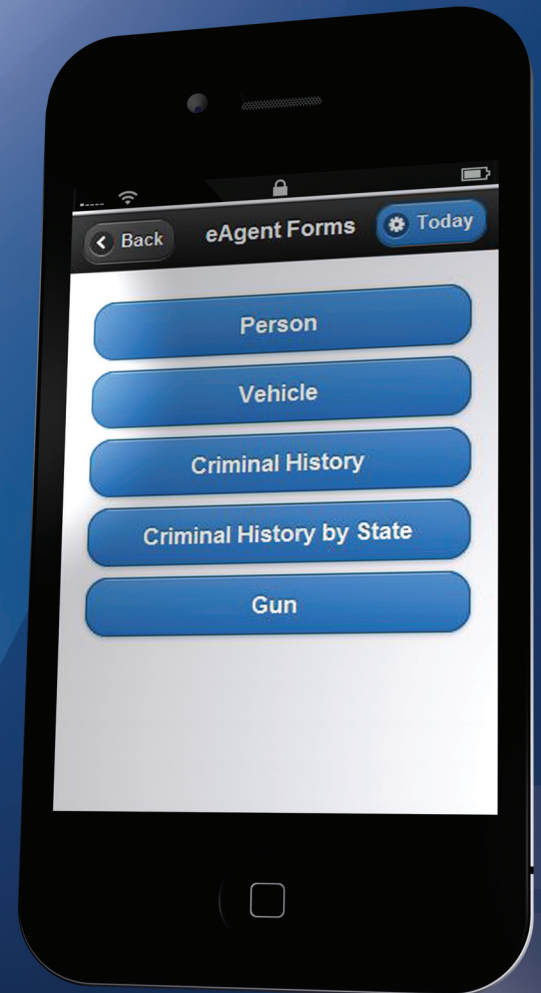 Back
eAgent Forms
Today
Person
Vehicle
Criminal History
Criminal History by State
Gun